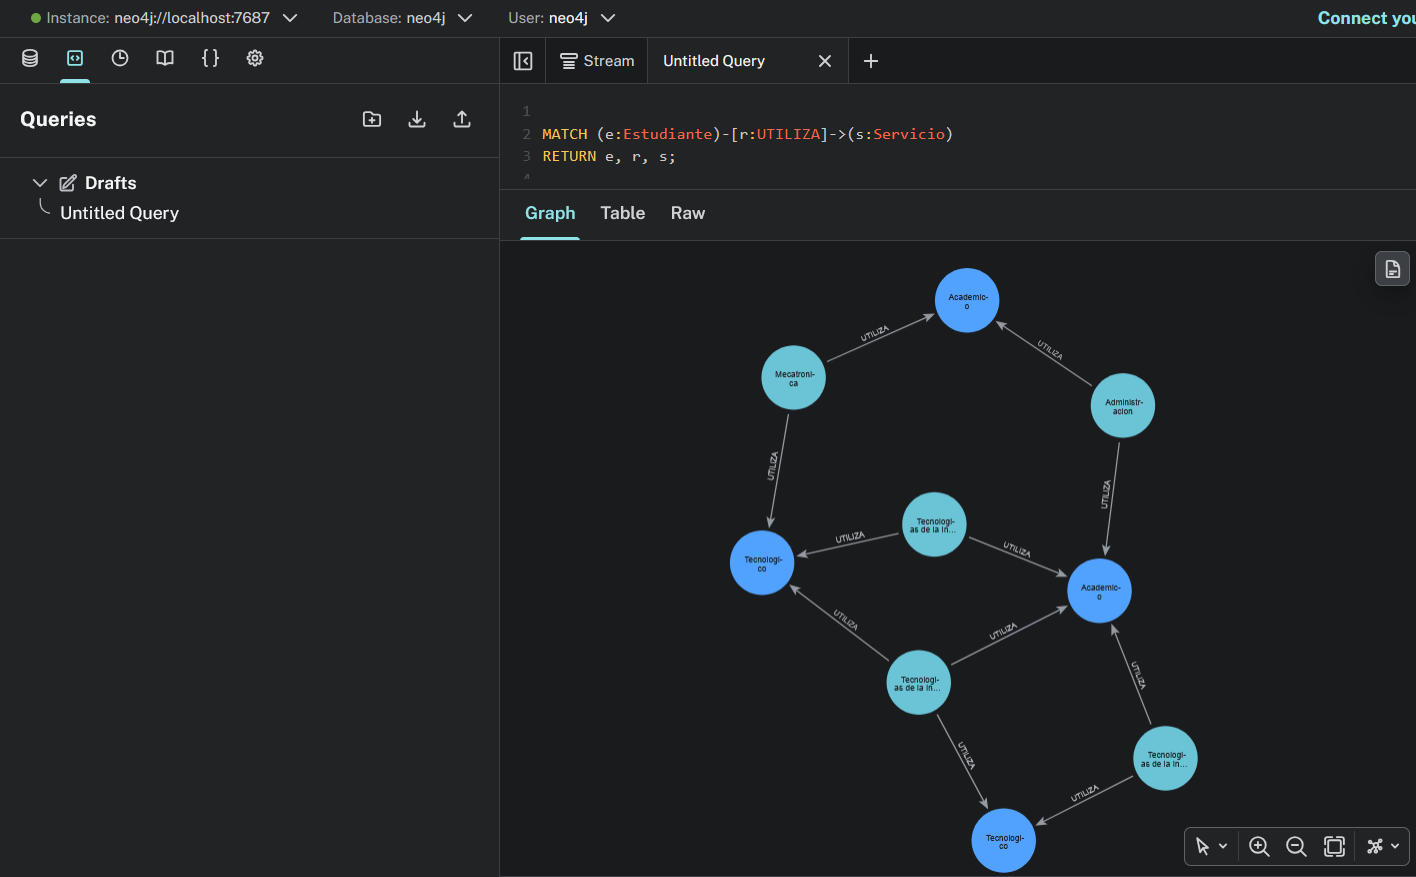 Instance: neo4j://localhost:7687 Database: neo4j User: neo4j Connect you
Stream Untitled Query
Queries
Drafts
Untitled Query
1
2 MATCH (e:Estudiante)-[r:UTILIZA]->(s:Servicio)
3 RETURN e, r, s;
4
Graph Table Raw
Academic-
o
UTILIZA
UTILIZA
Mecatroni-
ca
Administr-
acion
UTILIZA
UTILIZA
Tecnologi-
as de la In...
UTILIZA
UTILIZA
Tecnologi-
co
Academic-
o
UTILIZA
UTILIZA
Tecnologi-
as de la In...
UTILIZA
UTILIZA
Tecnologi-
as de la In...
UTILIZA
Tecnologi-
co